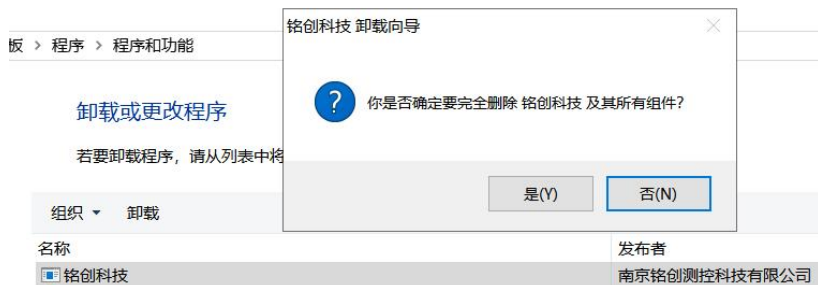 铭创科技 卸载向导
板 > 程序 > 程序和功能
你是否确定要完全删除 铭创科技 及其所有组件?
卸载或更改程序
若要卸载程序，请从列表中将
是(Y) 否(N)
组织 卸载
名称 发布者
铭创科技 南京铭创测控科技有限公司